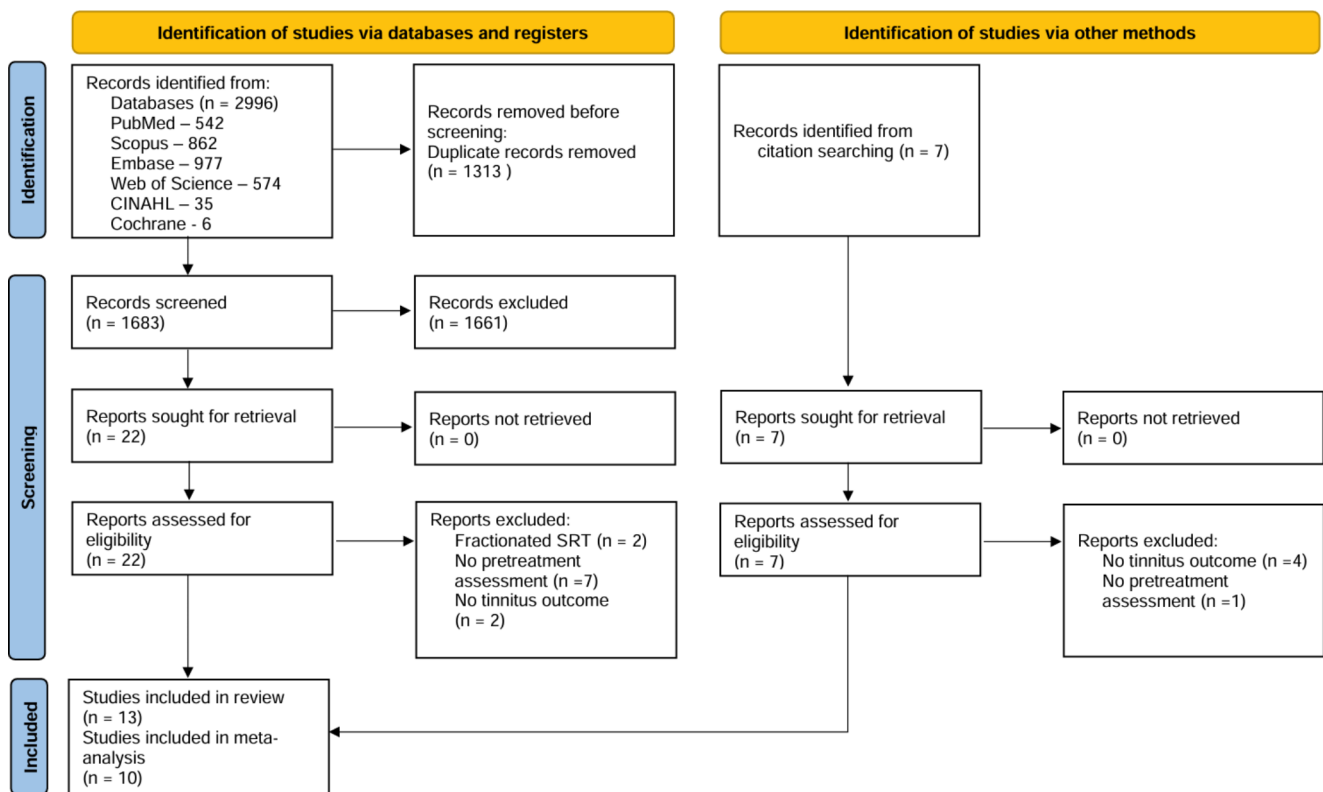 Identification of studies via databases and registers
Identification of studies via other methods
Identification
Records identified from:
Databases (n = 2996)
PubMed – 542
Scopus – 862
Embase – 977
Web of Science – 574
CINAHL – 35
Cochrane - 6
Records removed before
screening:
Duplicate records removed
(n = 1313 )
Records identified from
citation searching (n = 7)
Screening
Records screened
(n = 1683)
Records excluded
(n = 1661)
Reports sought for retrieval
(n = 22)
Reports not retrieved
(n = 0)
Reports sought for retrieval
(n = 7)
Reports not retrieved
(n = 0)
Reports assessed for
eligibility
(n = 22)
Reports excluded:
Fractionated SRT (n = 2)
No pretreatment
assessment (n =7)
No tinnitus outcome
(n = 2)
Reports assessed for
eligibility
(n = 7)
Reports excluded:
No tinnitus outcome (n =4)
No pretreatment
assessment (n =1)
Included
Studies included in review
(n = 13)
Studies included in meta-
analysis
(n = 10)